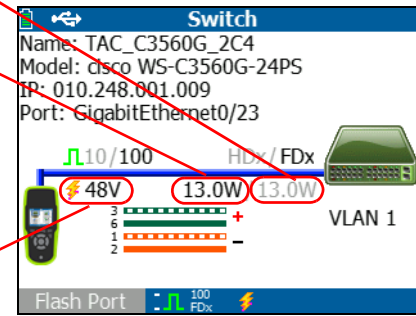 Switch
Name: TAC_C3560G_2C4
Model: cisco WS-C3560G-24PS
IP: 010.248.001.009
Port: GigabitEthernet0/23
10/100 HDx/FDx
48V 13.0W 13.0W
3
6 +
1
2 −
VLAN 1
Flash Port 100 FDx